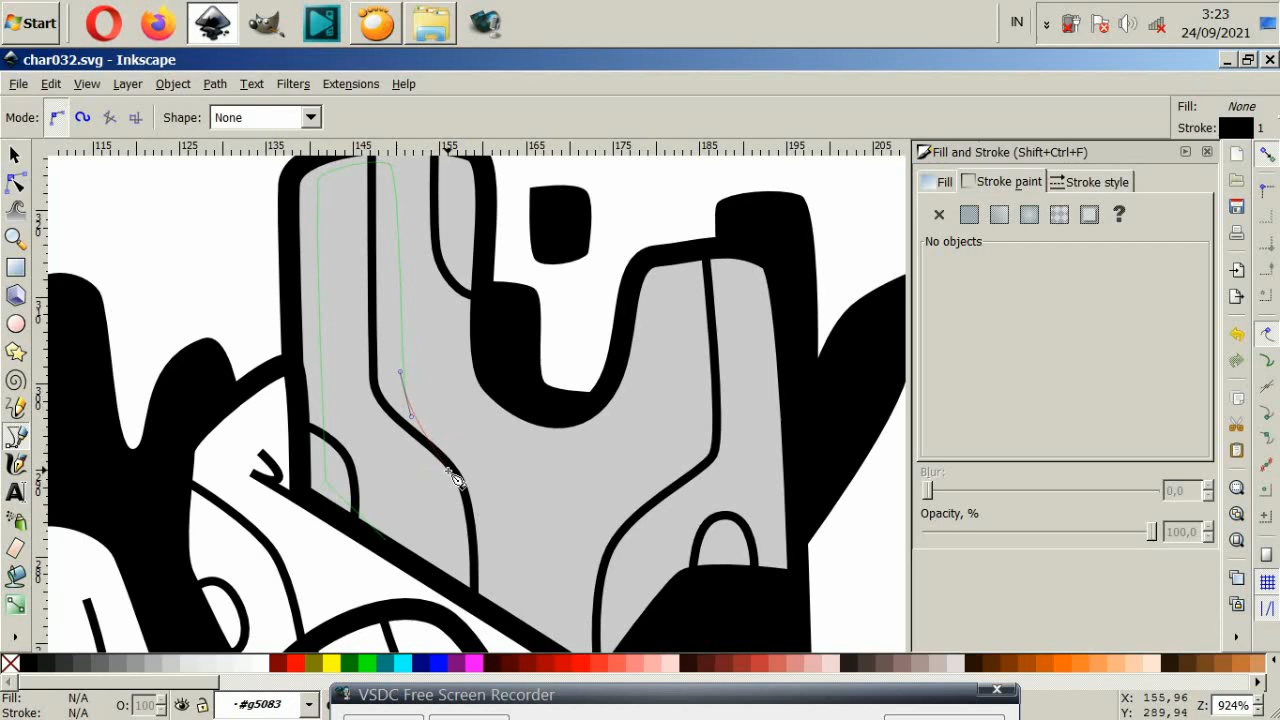 Start
IN
3:23
24/09/2021
char032.svg - Inkscape
File Edit View Layer Object Path Text Filters Extensions Help
Mode: Shape: None
Fill: None
Stroke: 1
Fill and Stroke (Shift+Ctrl+F)
Fill Stroke paint Stroke style
No objects
Blur: 0,0
Opacity, % 100,0
115 145 155 165 175 185 195 205
Fill: N/A
Stroke: N/A
O: 100
#g5083
VSDC Free Screen Recorder
X: 155,96
Y: 289,94
Z: 924%